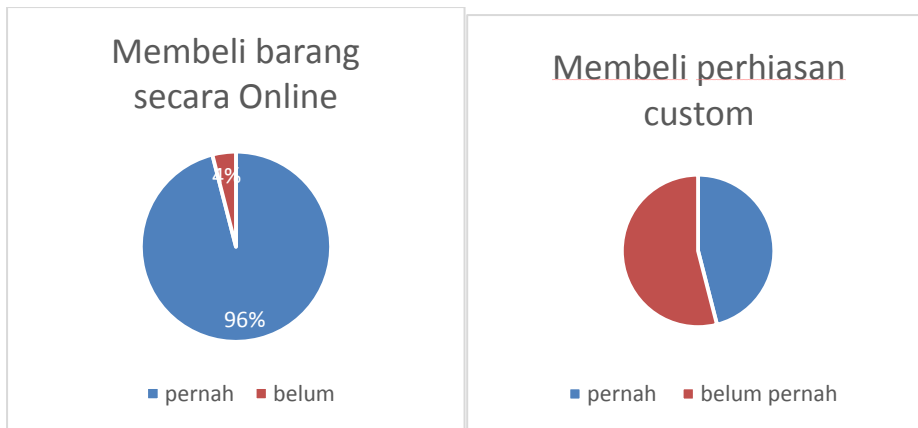 Membeli barang
secara Online
4%
96%
pernah belum
Membeli perhiasan
custom
pernah belum pernah